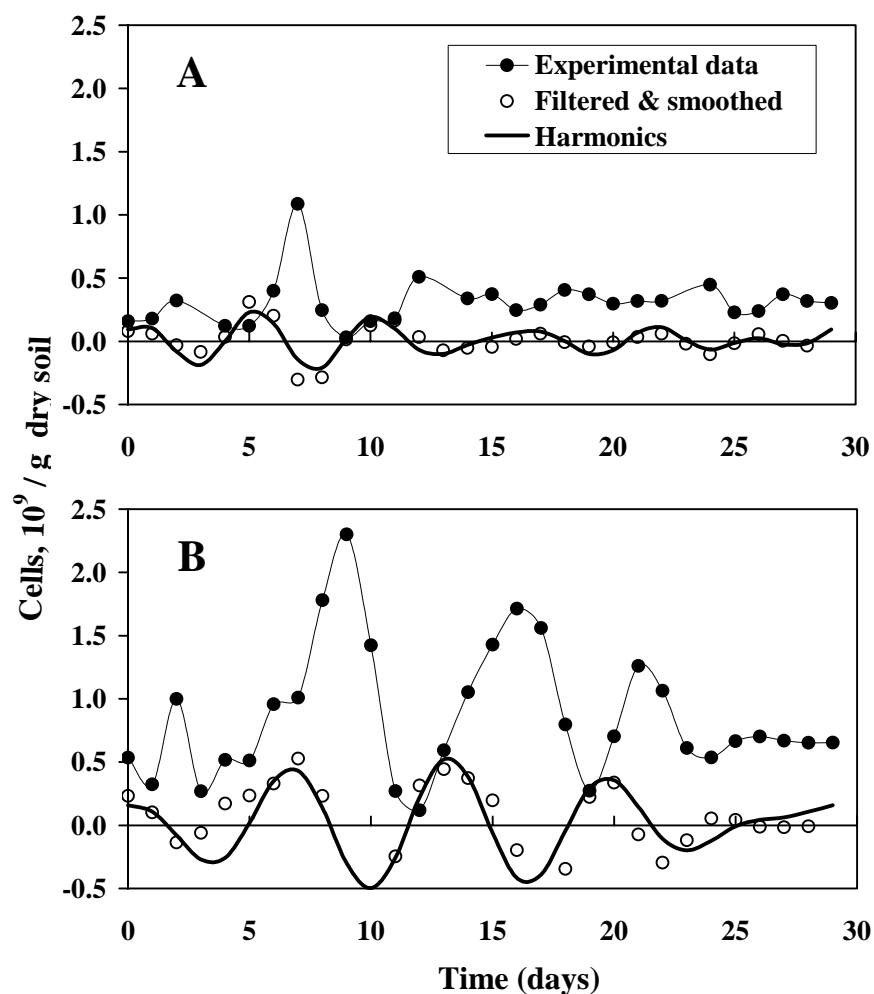 2.5
A
Experimental data
Filtered & smoothed
Harmonics
2.0
1.5
1.0
0.5
0.0
-0.5
0 5 10 15 20 25 30
Cells, 10⁹ / g dry soil
2.5
B
2.0
1.5
1.0
0.5
0.0
-0.5
0 5 10 15 20 25 30
Time (days)